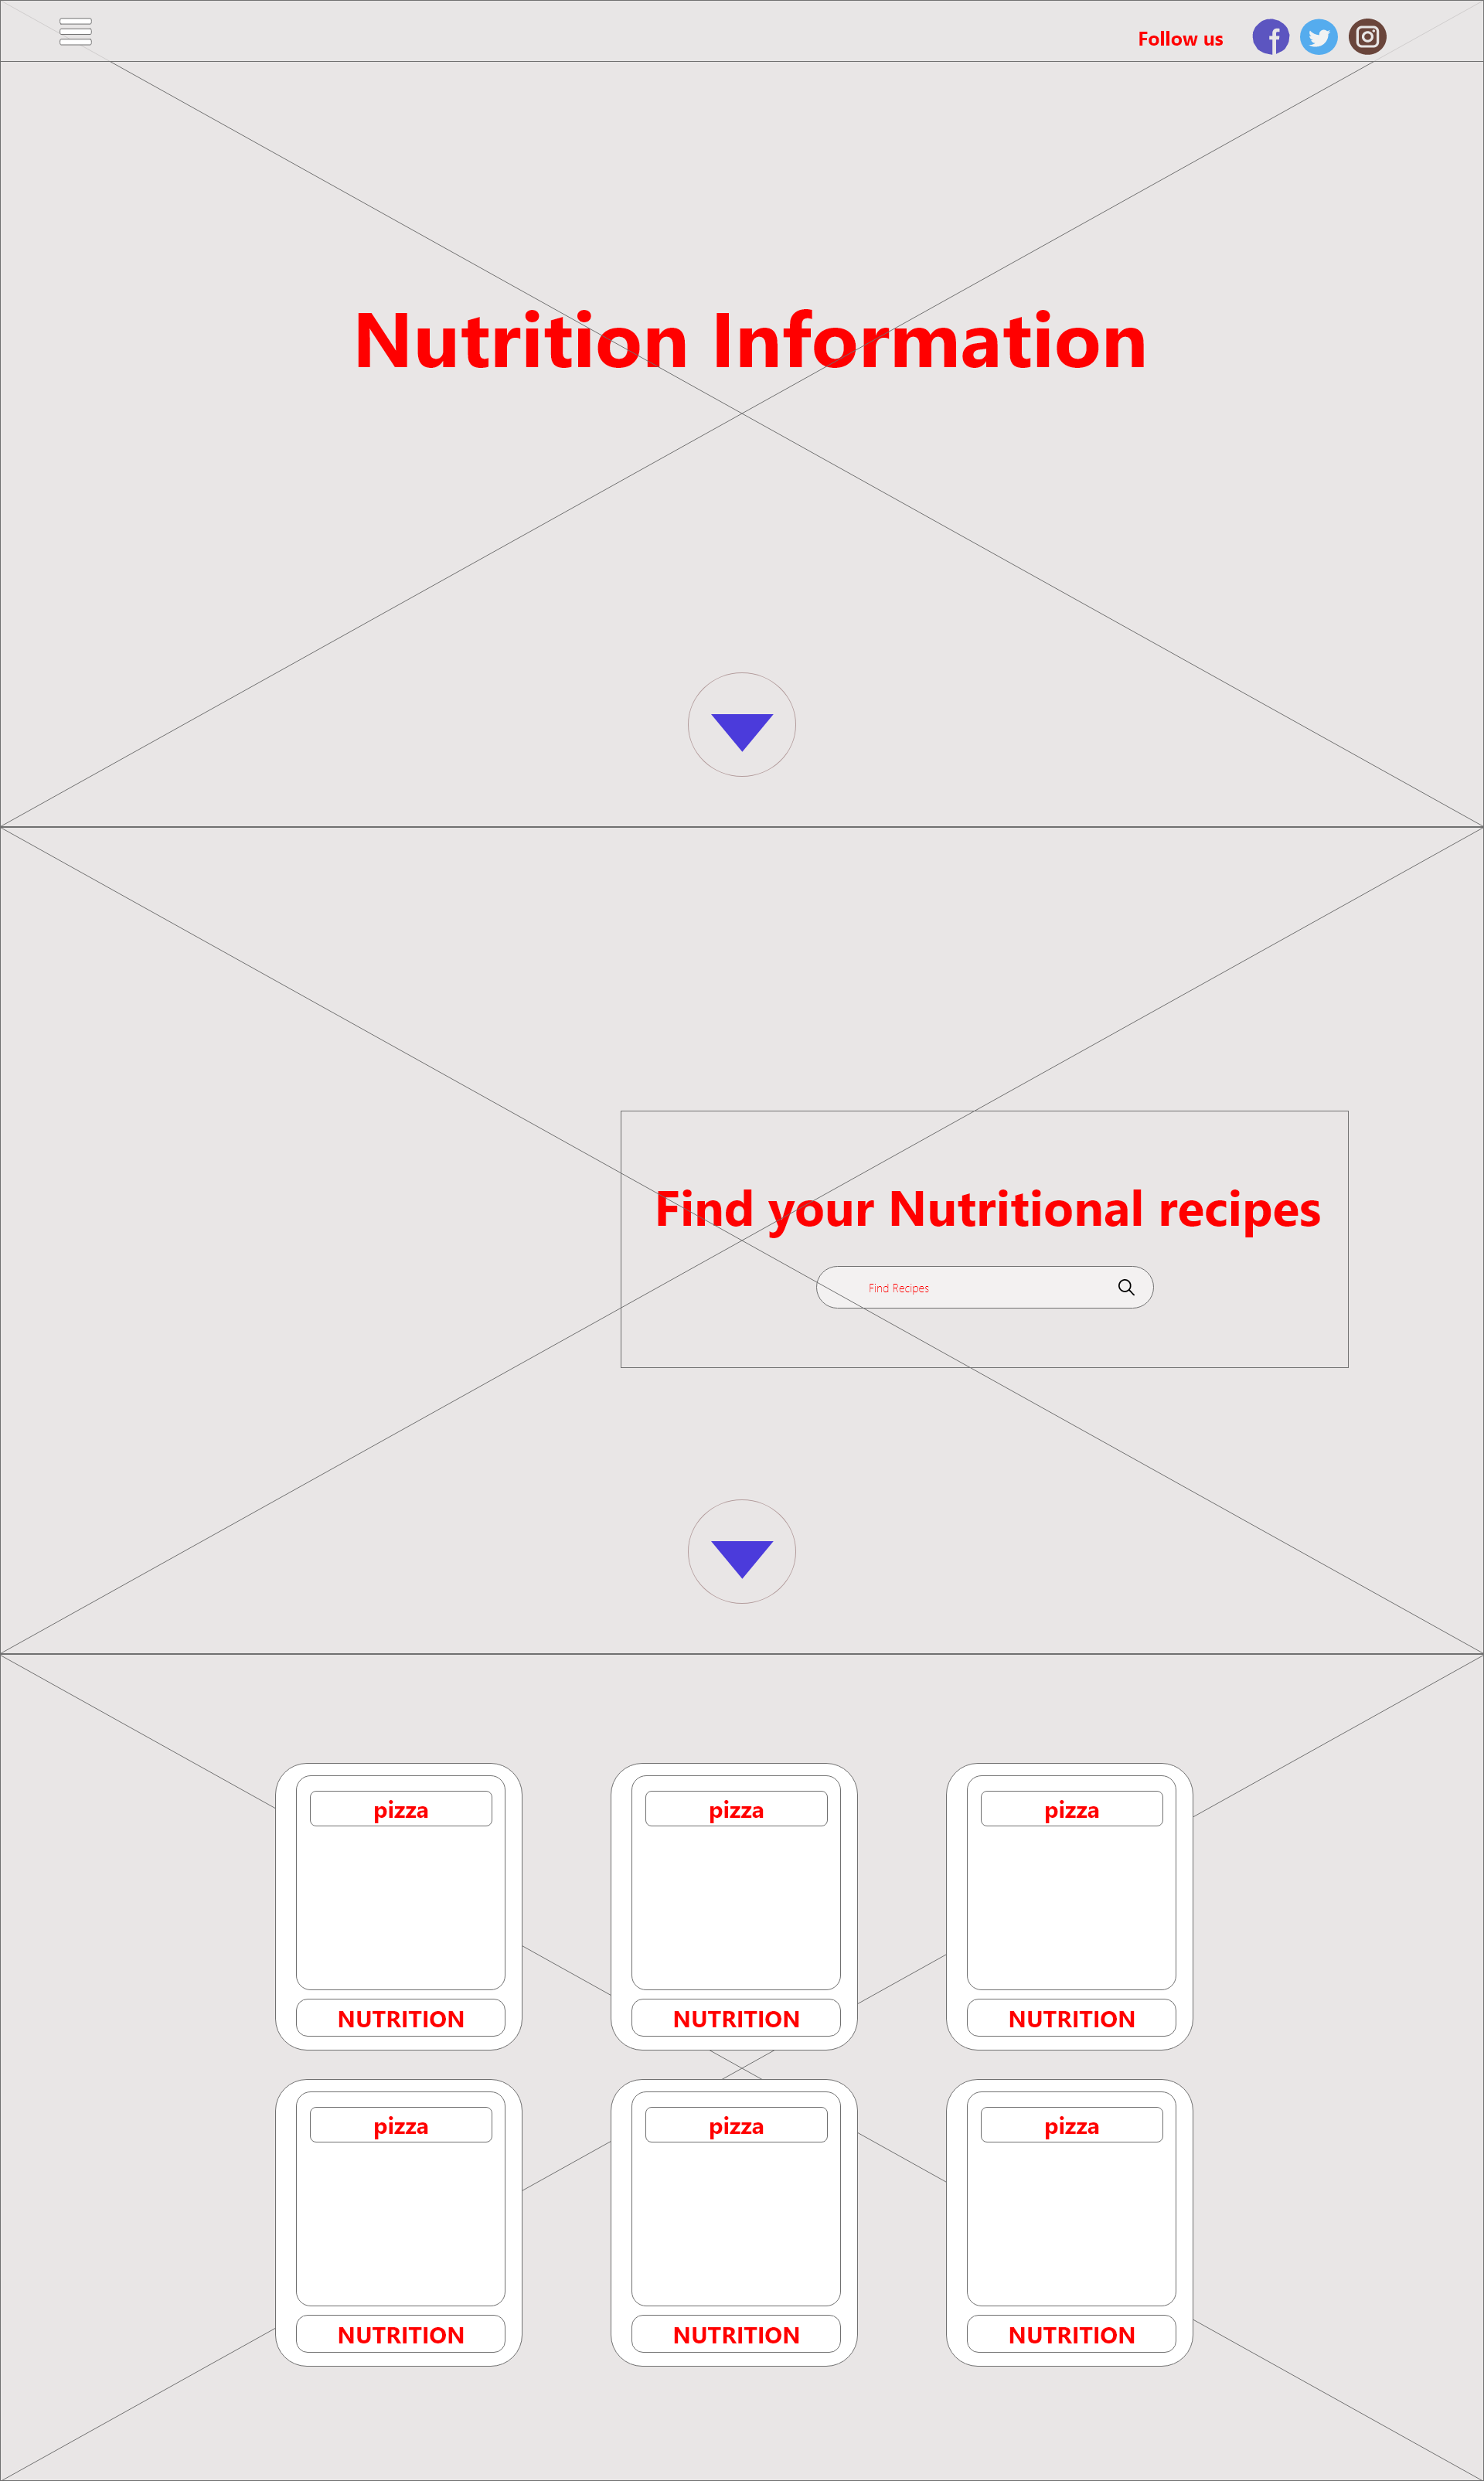 Follow us
Nutrition Information
Find your Nutritional recipes
Find Recipes
pizza
pizza
pizza
NUTRITION
NUTRITION
NUTRITION
pizza
pizza
pizza
NUTRITION
NUTRITION
NUTRITION